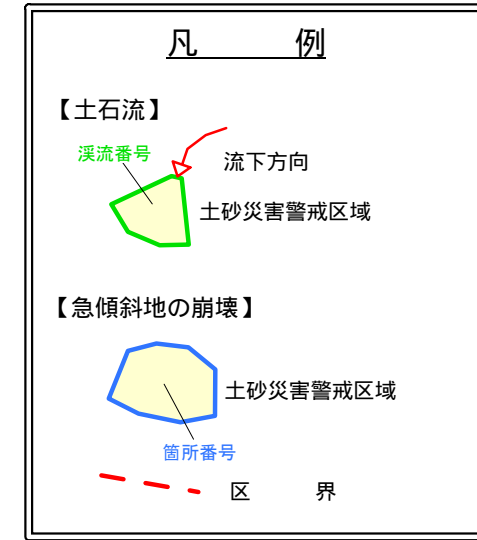 凡 例
【土石流】
渓流番号
流下方向
土砂災害警戒区域
【急傾斜地の崩壊】
土砂災害警戒区域
箇所番号
区 界